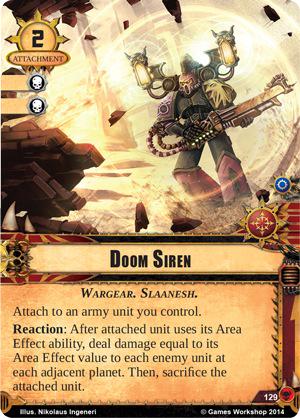 2
ATTACHMENT
DOOM SIREN
Wargear. Slaanesh.
Attach to an army unit you control.
Reaction: After attached unit uses its Area
Effect ability, deal damage equal to its
Area Effect value to each enemy unit at
each adjacent planet. Then, sacrifice the
attached unit.
129
Illus. Nikolaus Ingeneri
© Games Workshop 2014